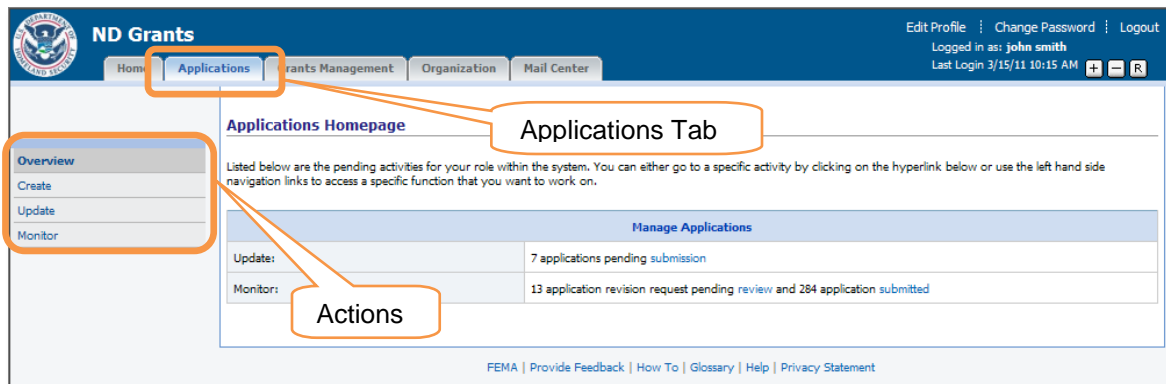 U.S. DEPARTMENT OF HOMELAND SECURITY
ND Grants
Edit Profile Change Password Logout
Logged in as: john smith
Last Login 3/15/11 10:15 AM + - R
Home Applications Grants Management Organization Mail Center
Applications Homepage
Applications Tab
Overview
Create
Update
Monitor
Listed below are the pending activities for your role within the system. You can either go to a specific activity by clicking on the hyperlink below or use the left hand side
navigation links to access a specific function that you want to work on.
Manage Applications
Update: 7 applications pending submission
Monitor: 13 application revision request pending review and 284 application submitted
Actions
FEMA | Provide Feedback | How To | Glossary | Help | Privacy Statement